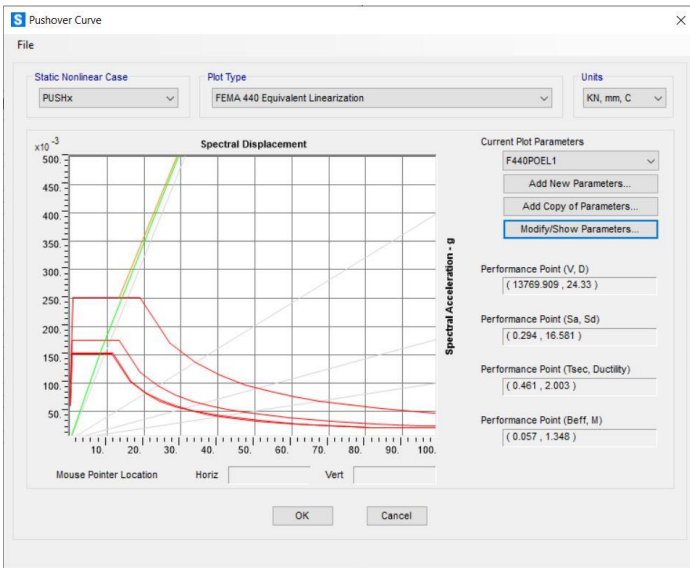 S Pushover Curve
File
Static Nonlinear Case
PUSHx
Plot Type
FEMA 440 Equivalent Linearization
Units
KN, mm, C
x10 -3
Spectral Displacement
500.
450.
400.
350.
300.
250.
200.
150.
100.
50.
10. 20. 30. 40. 50. 60. 70. 80. 90. 100.
Spectral Acceleration - g
Mouse Pointer Location Horiz Vert
Current Plot Parameters
F440POEL1
Add New Parameters...
Add Copy of Parameters...
Modify/Show Parameters...
Performance Point (V, D)
( 13769.909 , 24.33 )
Performance Point (Sa, Sd)
( 0.294 , 16.581 )
Performance Point (Tsec, Ductility)
( 0.461 , 2.003 )
Performance Point (Beff, M)
( 0.057 , 1.348 )
OK Cancel